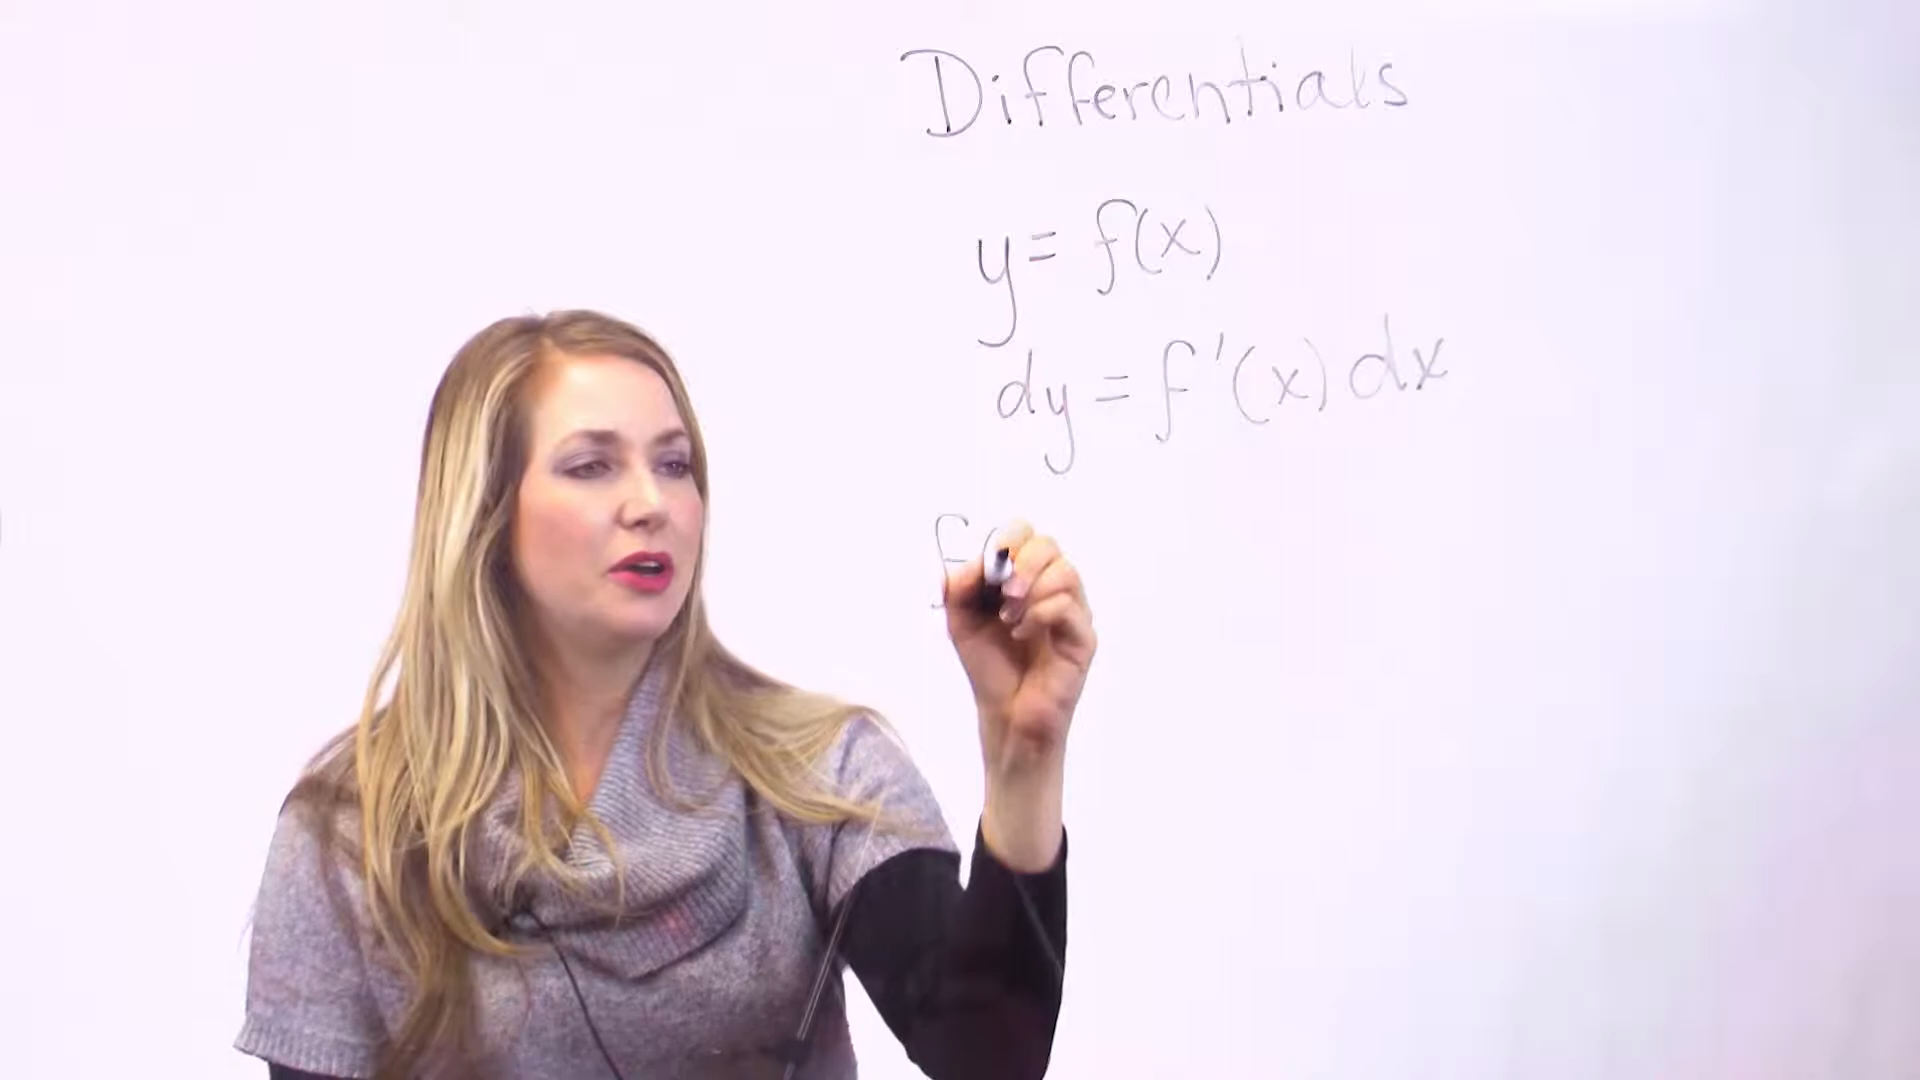 Differentials
y = f(x)
dy = f'(x) dx
f(